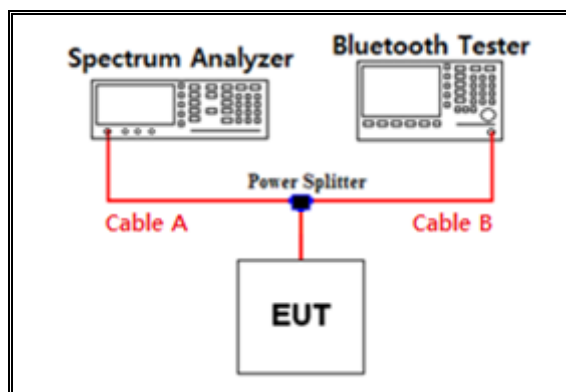 Spectrum Analyzer
Bluetooth Tester
Power Splitter
Cable A
Cable B
EUT